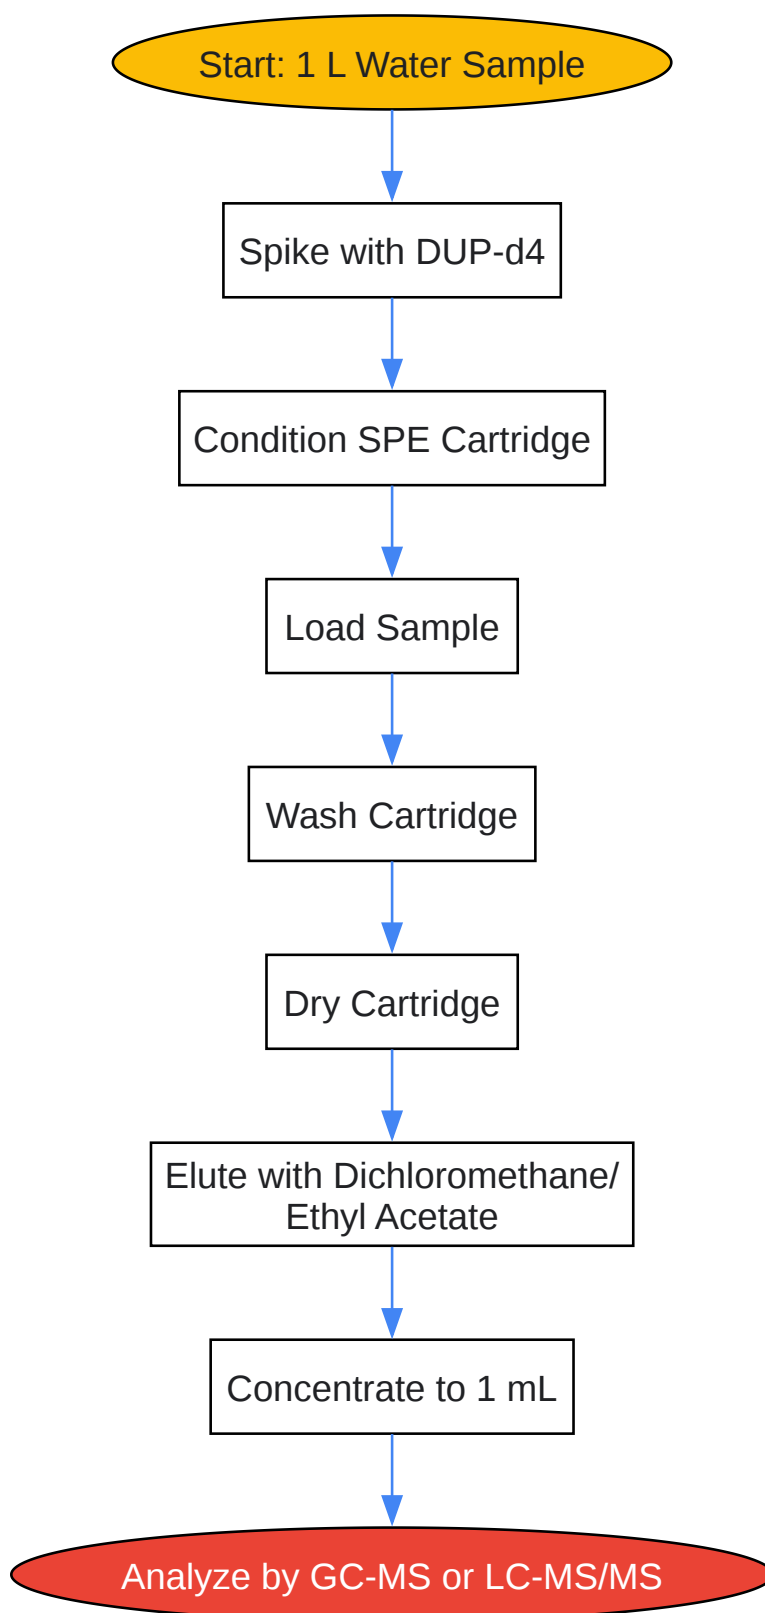 Start: 1 L Water Sample
Spike with DUP-d4
Condition SPE Cartridge
Load Sample
Wash Cartridge
Dry Cartridge
Elute with Dichloromethane/
Ethyl Acetate
Concentrate to 1 mL
Analyze by GC-MS or LC-MS/MS